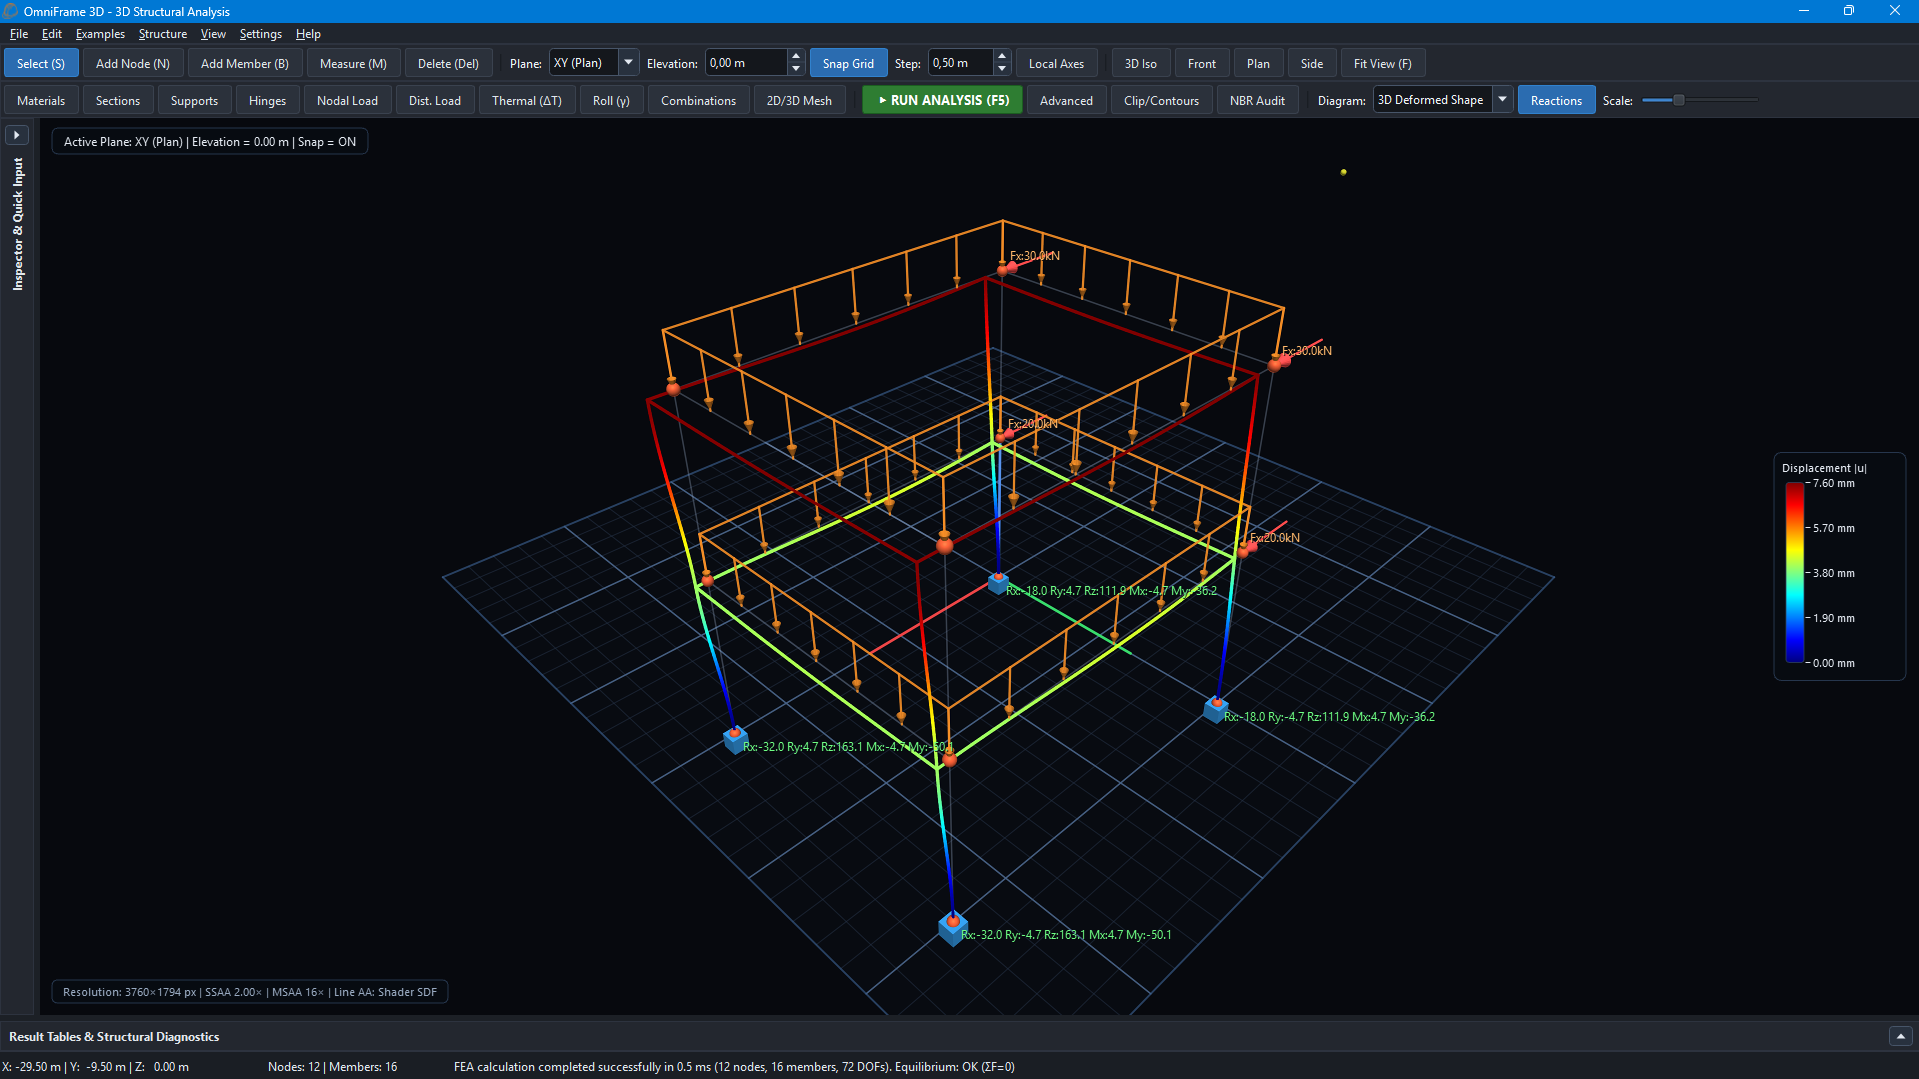 OmniFrame 3D - 3D Structural Analysis
File Edit Examples Structure View Settings Help
Select (S) Add Node (N) Add Member (B) Measure (M) Delete (Del) Plane: XY (Plan) Elevation: 0,00 m Snap Grid Step: 0,50 m Local Axes 3D Iso Front Plan Side Fit View (F)
Materials Sections Supports Hinges Nodal Load Dist. Load Thermal (ΔT) Roll (γ) Combinations 2D/3D Mesh RUN ANALYSIS (F5) Advanced Clip/Contours NBR Audit Diagram: 3D Deformed Shape Reactions Scale:
Inspector & Quick Input
Active Plane: XY (Plan) | Elevation = 0.00 m | Snap = ON
Fx:30.0kN
Fx:30.0kN
Fx:20.0kN
Fx:20.0kN
Displacement |u|
7.60 mm
5.70 mm
3.80 mm
1.90 mm
0.00 mm
Rx:-18.0 Ry:4.7 Rz:111.9 Mx:-4.7 My:-36.2
Rx:-18.0 Ry:-4.7 Rz:111.9 Mx:4.7 My:-36.2
Rx:-32.0 Ry:4.7 Rz:163.1 Mx:-4.7 My:-50.1
Rx:-32.0 Ry:-4.7 Rz:163.1 Mx:4.7 My:-50.1
Resolution: 3760×1794 px | SSAA 2.00× | MSAA 16× | Line AA: Shader SDF
Result Tables & Structural Diagnostics
X: -29.50 m | Y: -9.50 m | Z: 0.00 m Nodes: 12 | Members: 16 FEA calculation completed successfully in 0.5 ms (12 nodes, 16 members, 72 DOFs). Equilibrium: OK (ΣF=0)